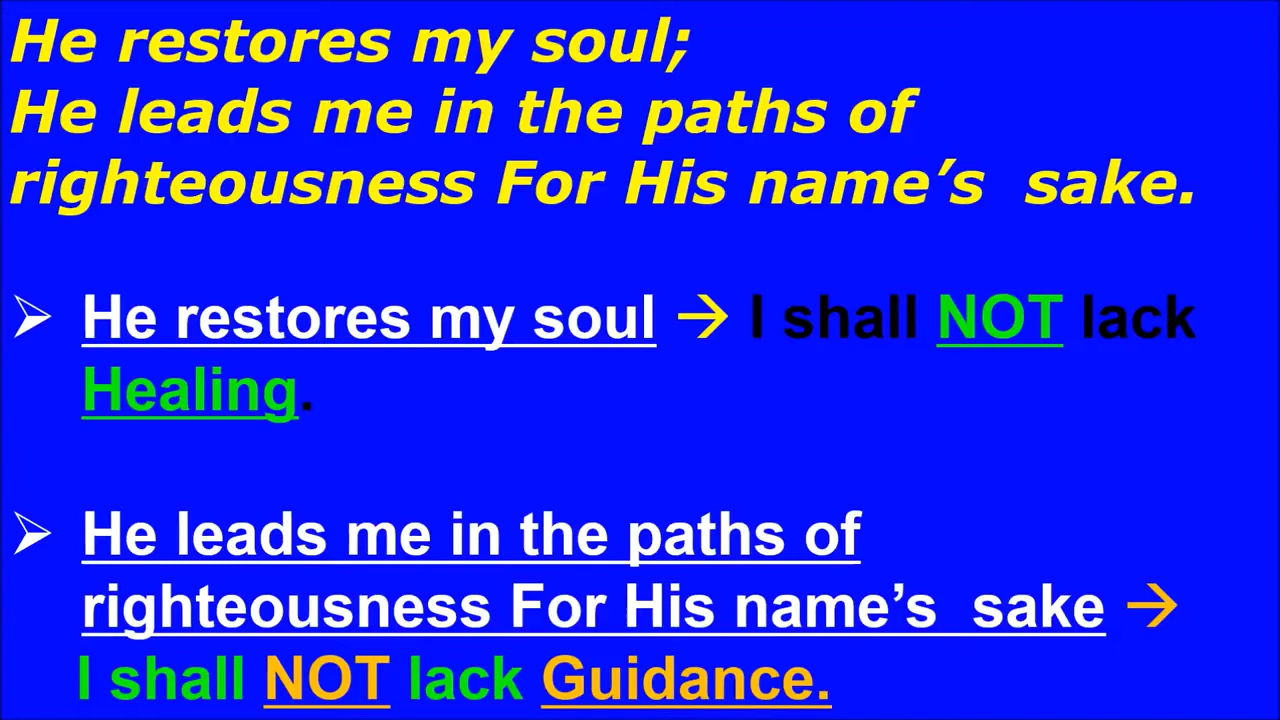 He restores my soul;
He leads me in the paths of
righteousness For His name’s  sake.
➢ He restores my soul → I shall NOT lack
Healing.
➢ He leads me in the paths of
righteousness For His name’s  sake →
I shall NOT lack Guidance.